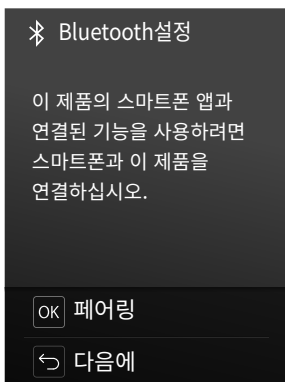 Bluetooth설정
이 제품의 스마트폰 앱과
연결된 기능을 사용하려면
스마트폰과 이 제품을
연결하십시오.
OK 페어링
다음에